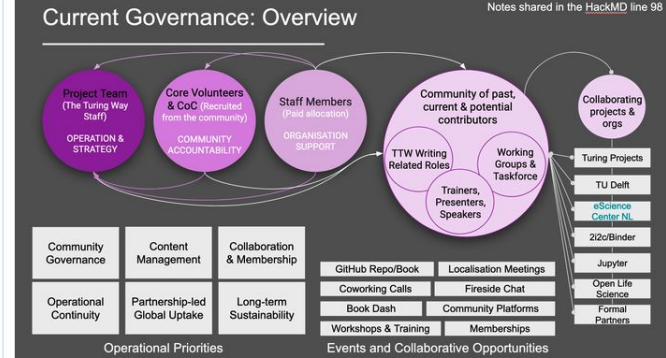 Notes shared in the HackMD line 98
Current Governance: Overview
Project Team
(The Turing Way
Staff)
OPERATION &
STRATEGY
Core Volunteers
& CoC (Recruited
from the community)
COMMUNITY
ACCOUNTABILITY
Staff Members
(Paid allocation)
ORGANISATION
SUPPORT
Community of past,
current & potential
contributors
TTW Writing
Related Roles
Working
Groups &
Taskforce
Trainers,
Presenters,
Speakers
Collaborating
projects &
orgs
Turing Projects
TU Delft
eScience
Center NL
2i2c/Binder
Jupyter
Open Life
Science
Formal
Partners
Community
Governance
Content
Management
Collaboration
& Membership
Operational
Continuity
Partnership-led
Global Uptake
Long-term
Sustainability
Operational Priorities
GitHub Repo/Book
Localisation Meetings
Coworking Calls
Fireside Chat
Book Dash
Community Platforms
Workshops & Training
Memberships
Events and Collaborative Opportunities